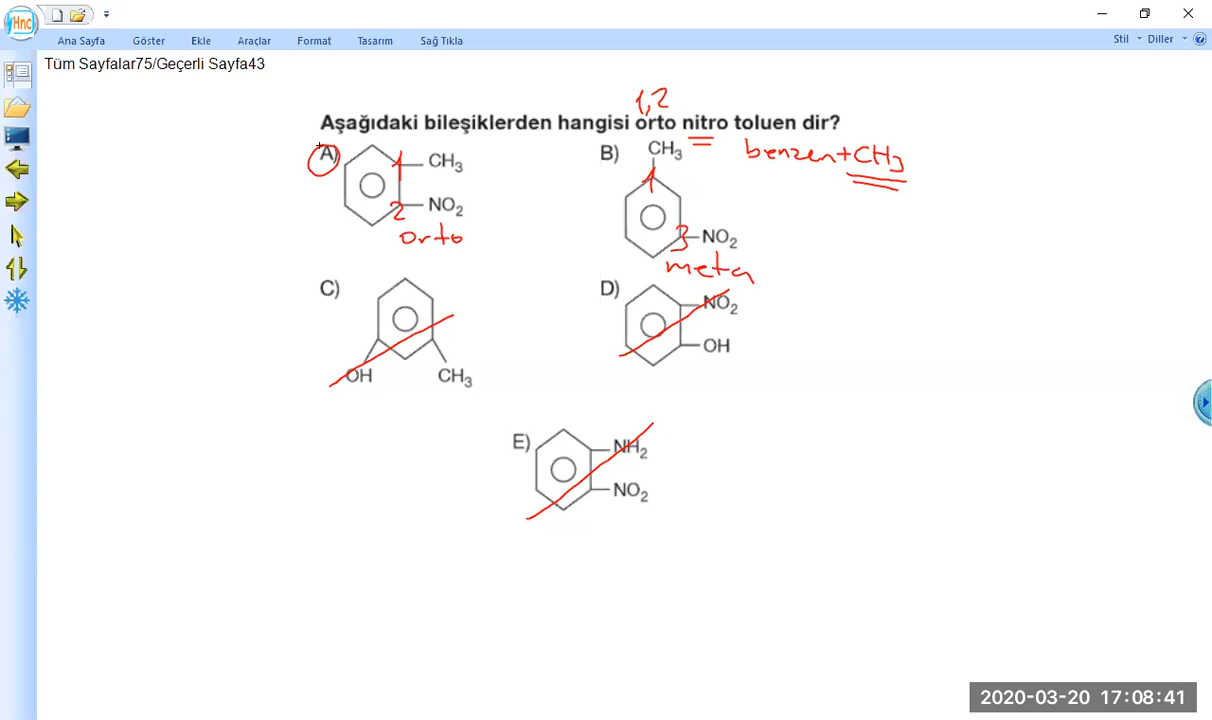 Hnc
Ana Sayfa Göster Ekle Araçlar Format Tasarım Sağ Tıkla Stil Diller
Tüm Sayfalar75/Geçerli Sayfa43
1,2
Aşağıdaki bileşiklerden hangisi orto nitro toluen dir?
A) 1 CH3
2 NO2
orto
B) CH3 benzen+CH3
1
3 NO2
meta
C)
OH CH3
D) NO2
OH
E) NH2
NO2
2020-03-20 17:08:41